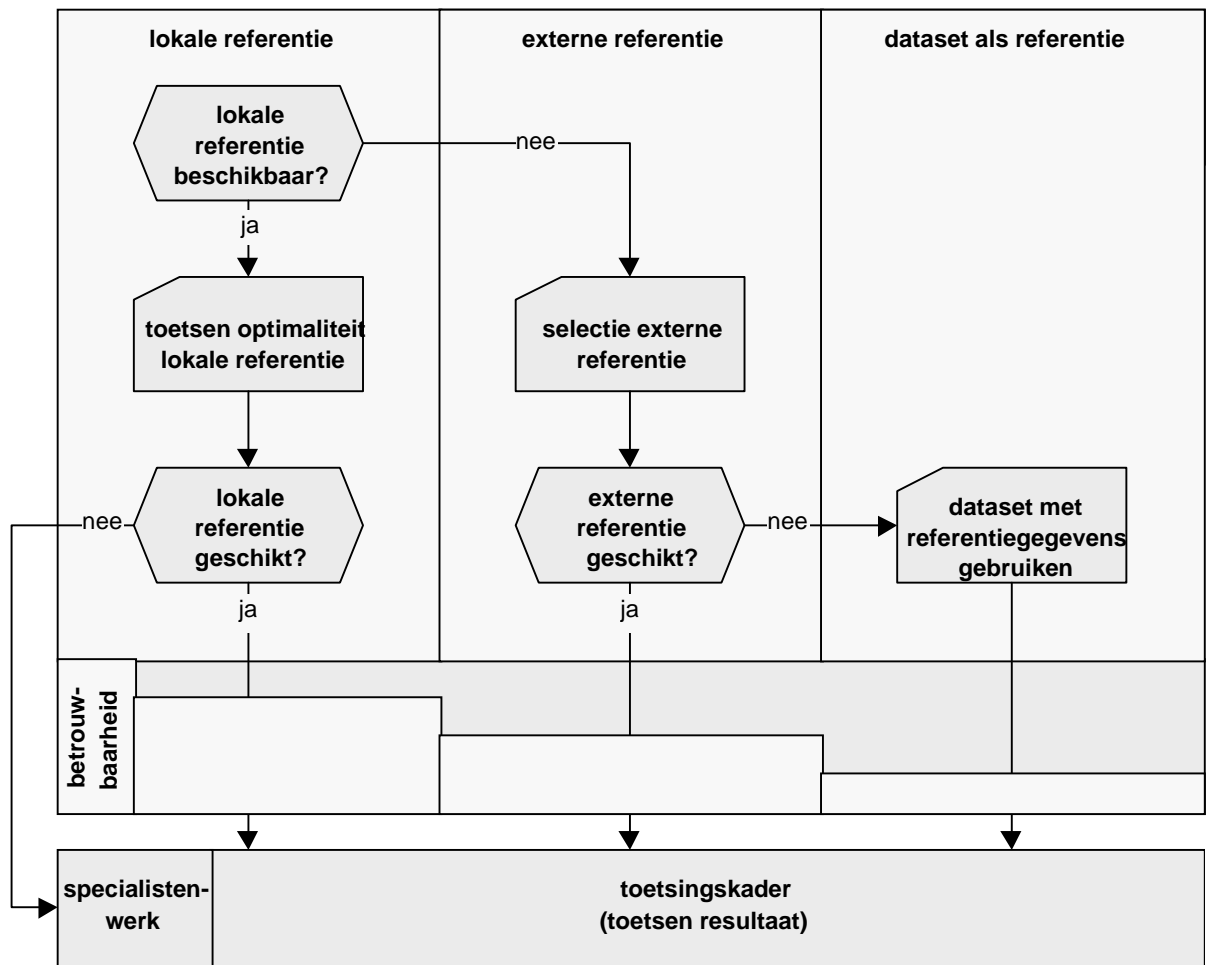 lokale referentie
externe referentie
dataset als referentie
lokale
referentie
beschikbaar?
nee
ja
toetsen optimaliteit
lokale referentie
selectie externe
referentie
nee
lokale
referentie
geschikt?
externe
referentie
geschikt?
nee
dataset met
referentiegegevens
gebruiken
ja
ja
betrouw-
baarheid
specialisten-
werk
toetsingskader
(toetsen resultaat)